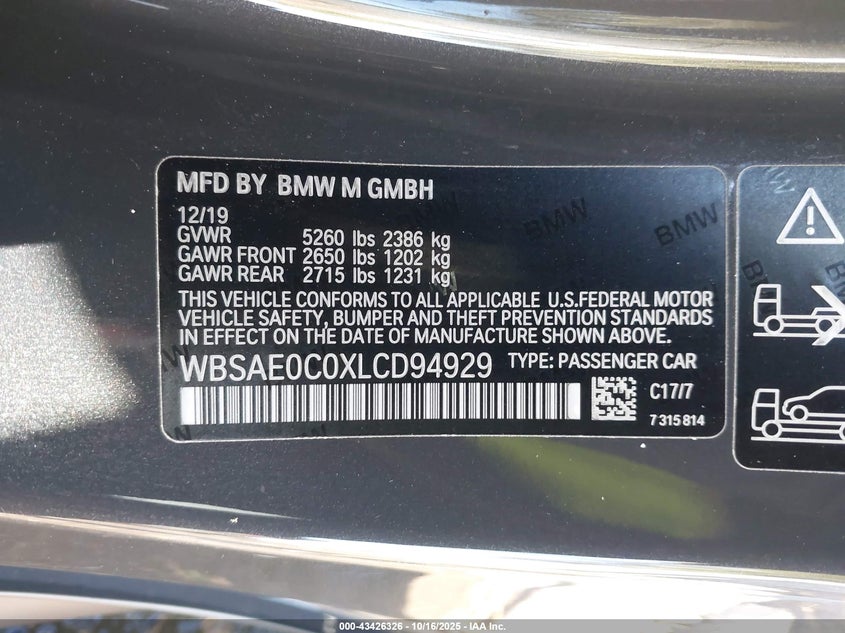 MFD BY BMW M GMBH
12/19
GVWR 5260 lbs 2386 kg
GAWR FRONT 2650 lbs 1202 kg
GAWR REAR 2715 lbs 1231 kg
THIS VEHICLE CONFORMS TO ALL APPLICABLE U.S.FEDERAL MOTOR
VEHICLE SAFETY, BUMPER AND THEFT PREVENTION STANDARDS
IN EFFECT ON THE DATE OF MANUFACTURE SHOWN ABOVE.
WBSAE0C0XLCD94929 TYPE: PASSENGER CAR
C17/7
7 315 814
BMW
BMW
000-43426326 - 10/16/2025 - IAA Inc.